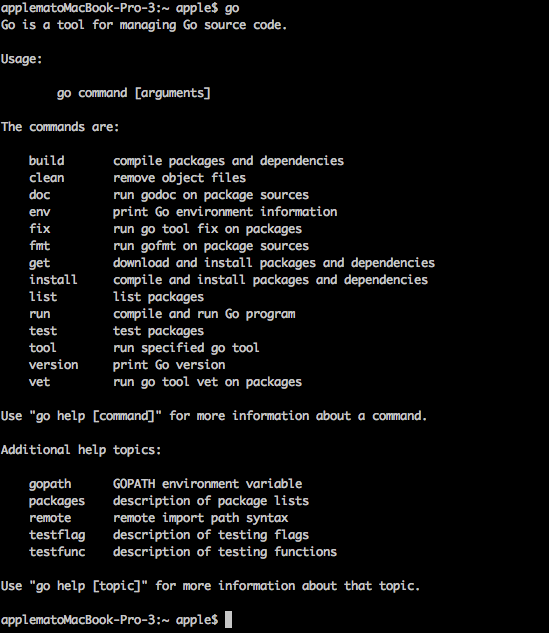 applematoMacBook-Pro-3:~ apple$ go
Go is a tool for managing Go source code.

Usage:

        go command [arguments]

The commands are:

    build       compile packages and dependencies
    clean       remove object files
    doc         run godoc on package sources
    env         print Go environment information
    fix         run go tool fix on packages
    fmt         run gofmt on package sources
    get         download and install packages and dependencies
    install     compile and install packages and dependencies
    list        list packages
    run         compile and run Go program
    test        test packages
    tool        run specified go tool
    version     print Go version
    vet         run go tool vet on packages

Use "go help [command]" for more information about a command.

Additional help topics:

    gopath      GOPATH environment variable
    packages    description of package lists
    remote      remote import path syntax
    testflag    description of testing flags
    testfunc    description of testing functions

Use "go help [topic]" for more information about that topic.

applematoMacBook-Pro-3:~ apple$